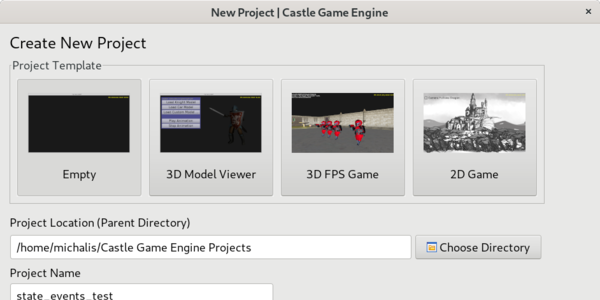 New Project | Castle Game Engine
Create New Project
Project Template
Empty
3D Model Viewer
3D FPS Game
2D Game
Project Location (Parent Directory)
/home/michalis/Castle Game Engine Projects
Choose Directory
Project Name
state_events_test